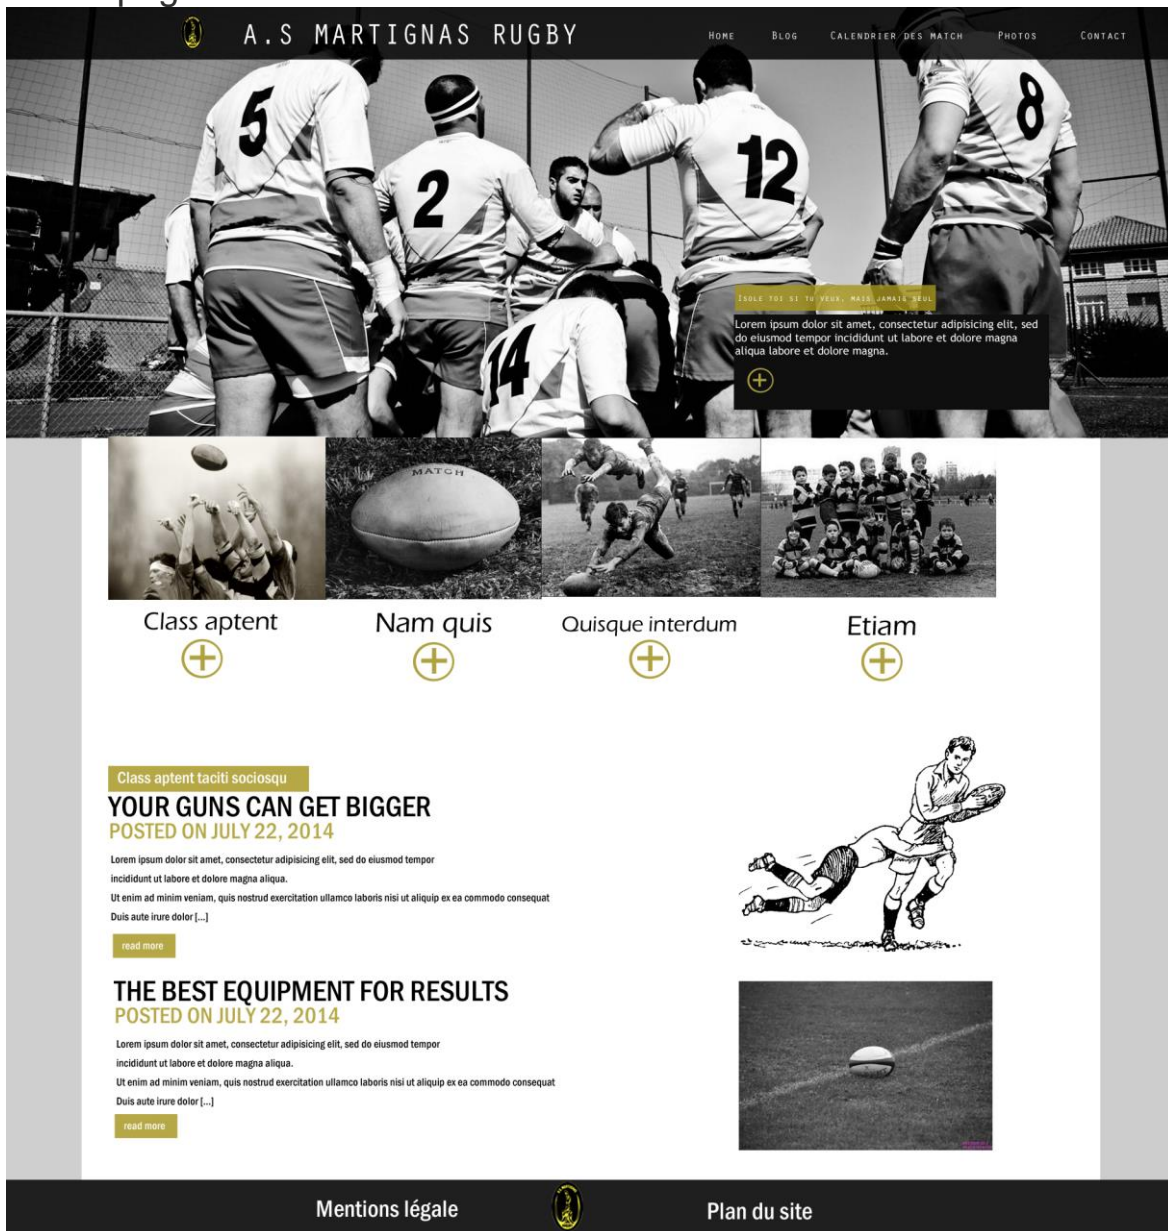 A.S MARTIGNAS RUGBY
Home Blog Calendrier des match Photos Contact
5
2
12
8
14
Isole toi si tu veux, mais jamais seul
Lorem ipsum dolor sit amet, consectetur adipisicing elit, sed
do eiusmod tempor incididunt ut labore et dolore magna
aliqua labore et dolore magna.
MATCH
Class aptent
Nam quis
Quisque interdum
Etiam
Class aptent taciti sociosqu
YOUR GUNS CAN GET BIGGER
POSTED ON JULY 22, 2014
Lorem ipsum dolor sit amet, consectetur adipisicing elit, sed do eiusmod tempor
incididunt ut labore et dolore magna aliqua.
Ut enim ad minim veniam, quis nostrud exercitation ullamco laboris nisi ut aliquip ex ea commodo consequat
Duis aute irure dolor [...]
read more
THE BEST EQUIPMENT FOR RESULTS
POSTED ON JULY 22, 2014
Lorem ipsum dolor sit amet, consectetur adipisicing elit, sed do eiusmod tempor
incididunt ut labore et dolore magna aliqua.
Ut enim ad minim veniam, quis nostrud exercitation ullamco laboris nisi ut aliquip ex ea commodo consequat
Duis aute irure dolor [...]
read more
Mentions légale
Plan du site